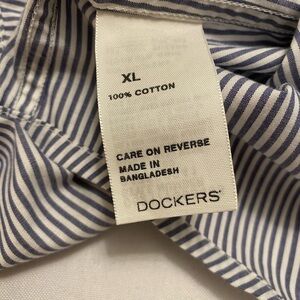 XL
100% COTTON
CARE ON REVERSE
MADE IN
BANGLADESH
DOCKERS®